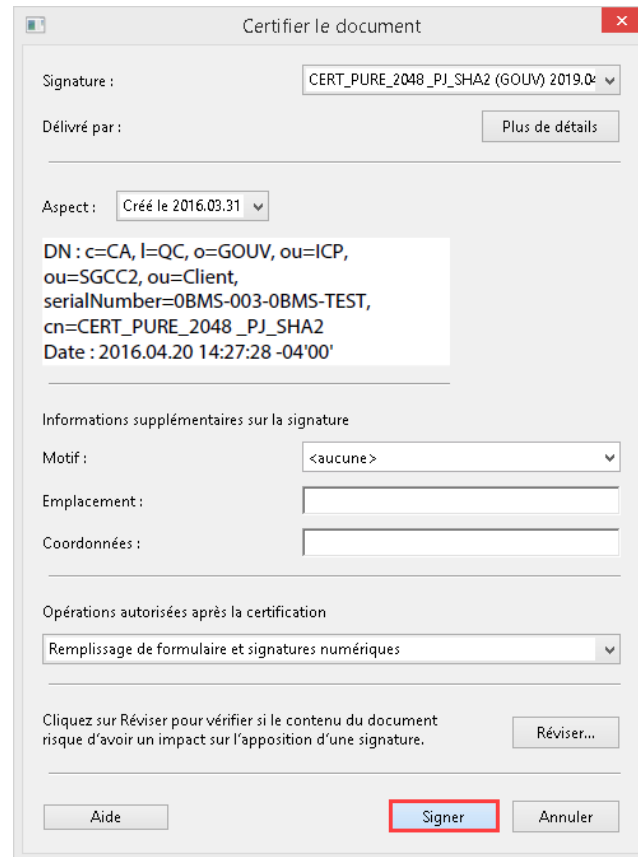 Certifier le document
Signature :
CERT_PURE_2048 _PJ_SHA2 (GOUV) 2019.04
Délivré par :
Plus de détails
Aspect :
Créé le 2016.03.31
DN : c=CA, l=QC, o=GOUV, ou=ICP,
ou=SGCC2, ou=Client,
serialNumber=0BMS-003-0BMS-TEST,
cn=CERT_PURE_2048 _PJ_SHA2
Date : 2016.04.20 14:27:28 -04'00'
Informations supplémentaires sur la signature
Motif :
<aucune>
Emplacement :
Coordonnées :
Opérations autorisées après la certification
Remplissage de formulaire et signatures numériques
Cliquez sur Réviser pour vérifier si le contenu du document
risque d'avoir un impact sur l'apposition d'une signature.
Réviser...
Aide
Signer
Annuler